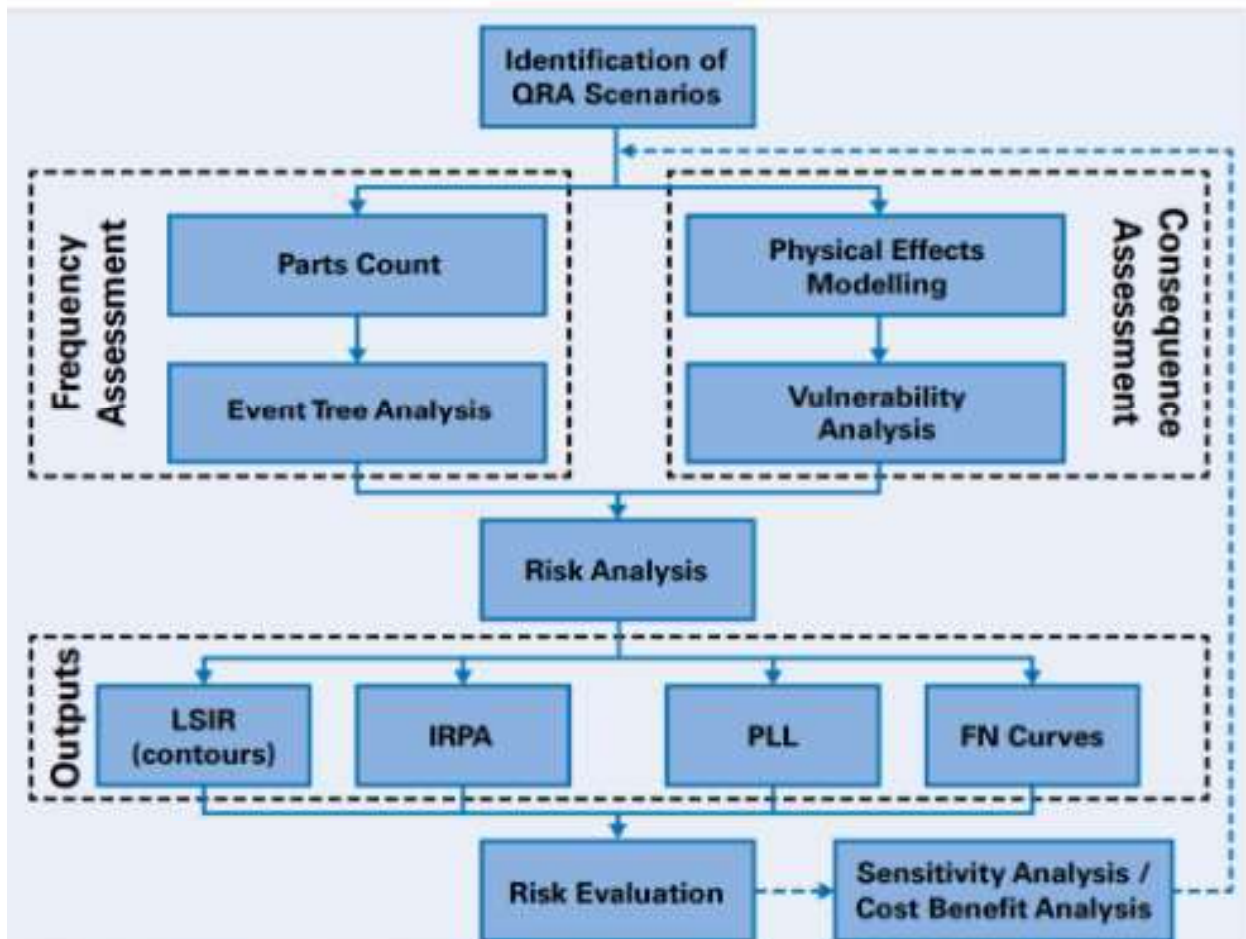 Identification of
QRA Scenarios
Frequency
Assessment
Parts Count
Event Tree Analysis
Physical Effects
Modelling
Vulnerability
Analysis
Consequence
Assessment
Risk Analysis
Outputs
LSIR
(contours)
IRPA
PLL
FN Curves
Risk Evaluation
Sensitivity Analysis /
Cost Benefit Analysis